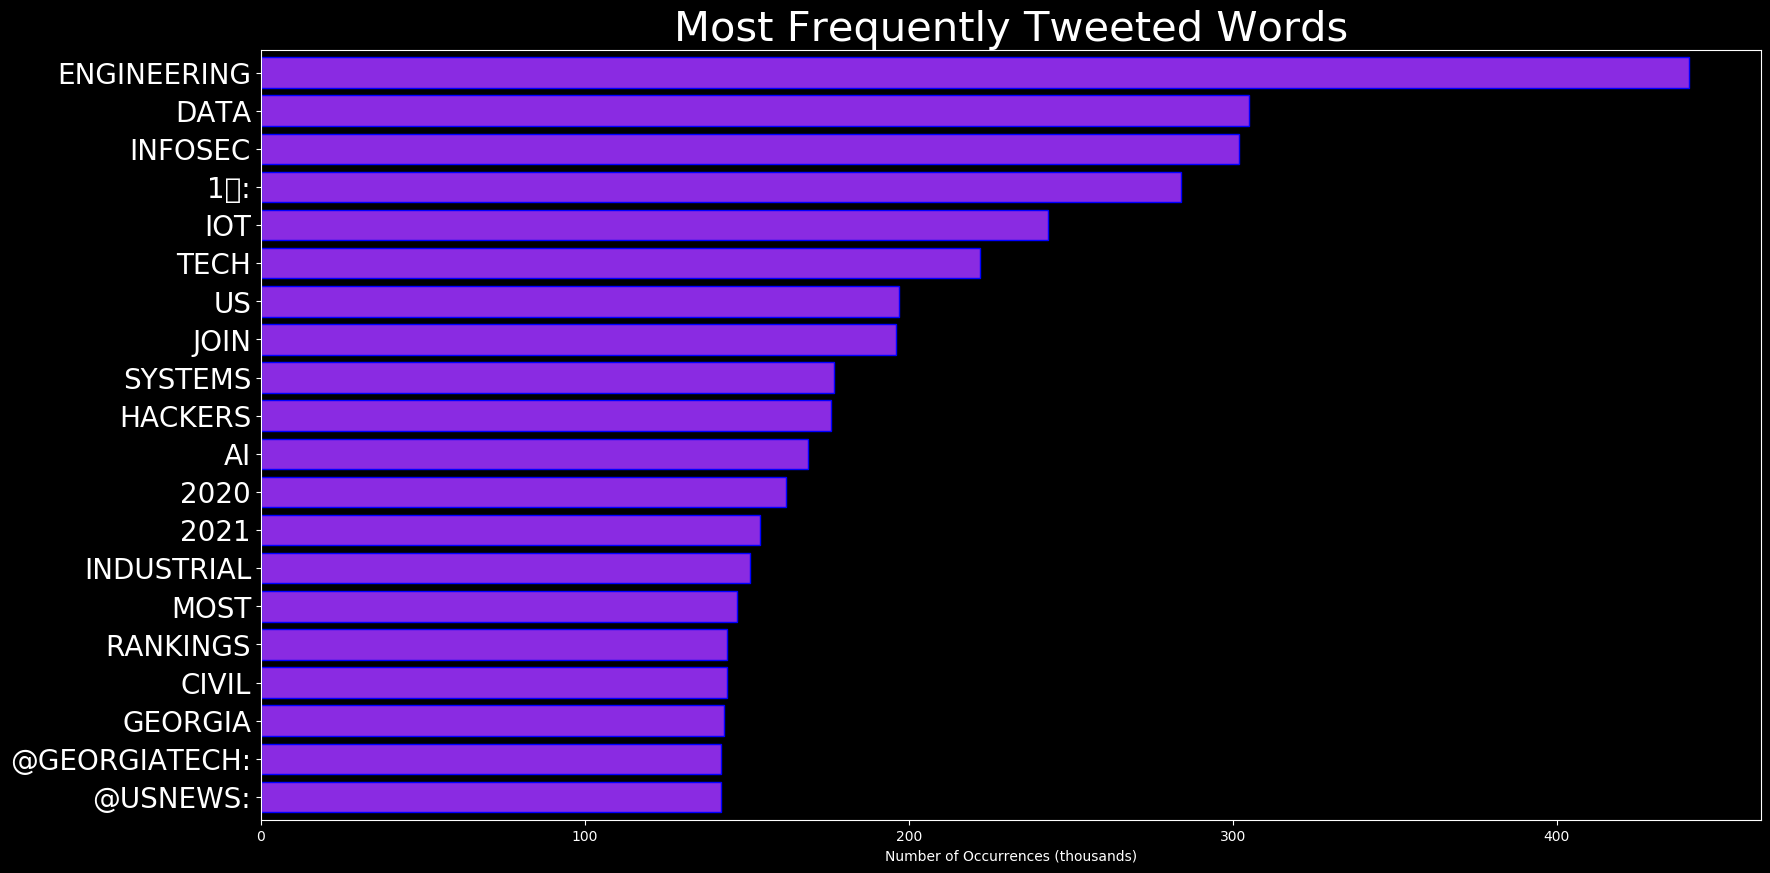 Most Frequently Tweeted Words
ENGINEERING
DATA
INFOSEC
1▯:
IOT
TECH
US
JOIN
SYSTEMS
HACKERS
AI
2020
2021
INDUSTRIAL
MOST
RANKINGS
CIVIL
GEORGIA
@GEORGIATECH:
@USNEWS:
0 100 200 300 400
Number of Occurrences (thousands)